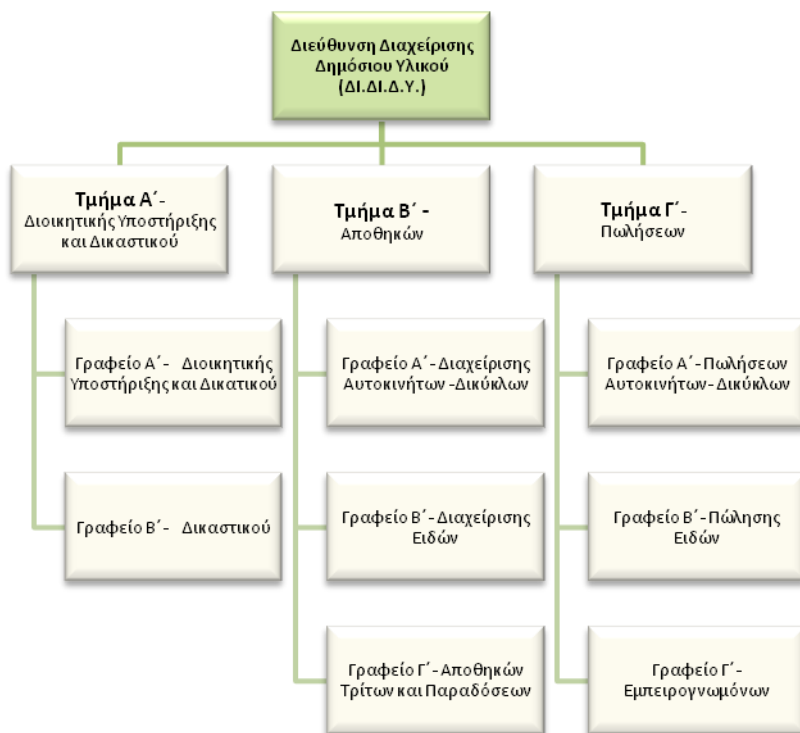 Διεύθυνση Διαχείρισης
Δημόσιου Υλικού
(ΔΙ.ΔΙ.Δ.Υ.)
Τμήμα Α΄-
Διοικητικής Υποστήριξης
και Δικαστικού
Γραφείο Α΄- Διοικητικής
Υποστήριξης και Δικατικού
Γραφείο Β΄- Δικαστικού
Τμήμα Β΄ -
Αποθηκών
Γραφείο Α΄-Διαχείρισης
Αυτοκινήτων -Δικύκλων
Γραφείο Β΄-Διαχείρισης
Ειδών
Γραφείο Γ΄- Αποθηκών
Τρίτων και Παραδόσεων
Τμήμα Γ΄-
Πωλήσεων
Γραφείο Α΄-Πωλήσεων
Αυτοκινήτων- Δικύκλων
Γραφείο Β΄-Πώλησης
Ειδών
Γραφείο Γ΄-
Εμπειρογνωμόνων